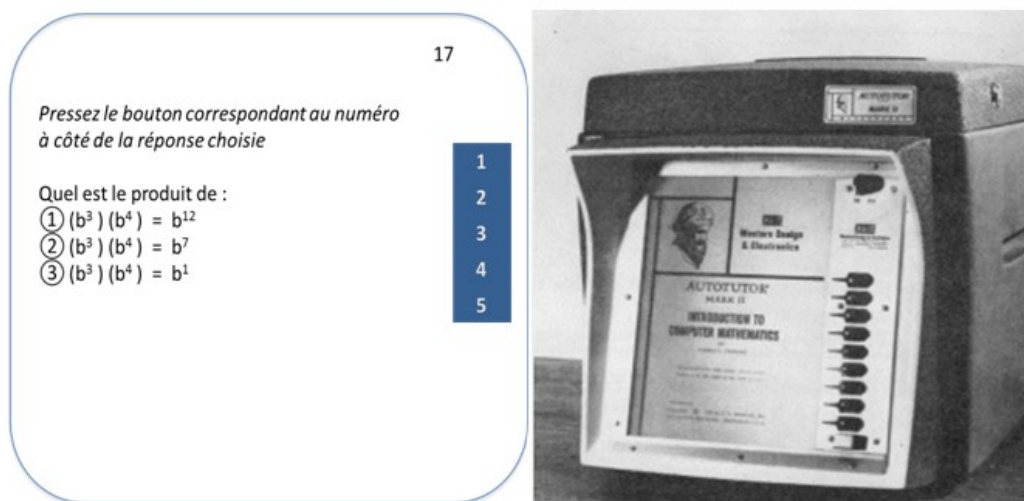 17
Pressez le bouton correspondant au numéro
à côté de la réponse choisie
Quel est le produit de :
① (b³ ) (b⁴ ) = b¹²
② (b³ ) (b⁴ ) = b⁷
③ (b³ ) (b⁴ ) = b¹
1
2
3
4
5
AUTOTUTOR
MARK II
Western Design
& Electronics
AUTOTUTOR
MARK II
INTRODUCTION TO
COMPUTER MATHEMATICS